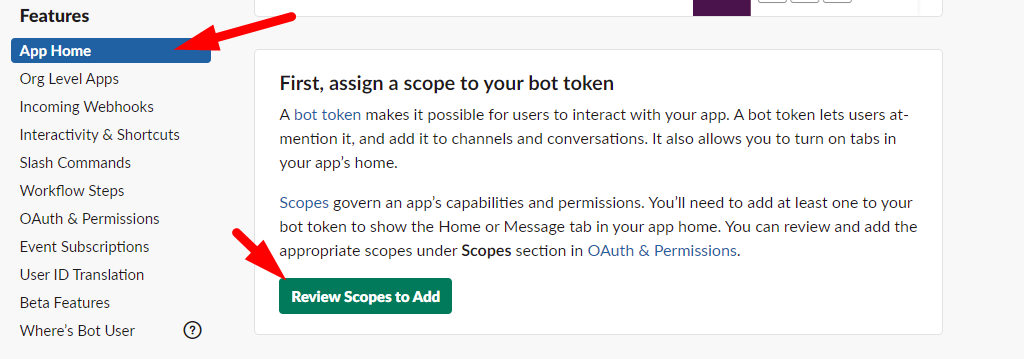 Features
App Home
Org Level Apps
Incoming Webhooks
Interactivity & Shortcuts
Slash Commands
Workflow Steps
OAuth & Permissions
Event Subscriptions
User ID Translation
Beta Features
Where's Bot User
?
First, assign a scope to your bot token
A bot token makes it possible for users to interact with your app. A bot token lets users at-
mention it, and add it to channels and conversations. It also allows you to turn on tabs in
your app's home.
Scopes govern an app's capabilities and permissions. You'll need to add at least one to your
bot token to show the Home or Message tab in your app home. You can review and add the
appropriate scopes under Scopes section in OAuth & Permissions.
Review Scopes to Add